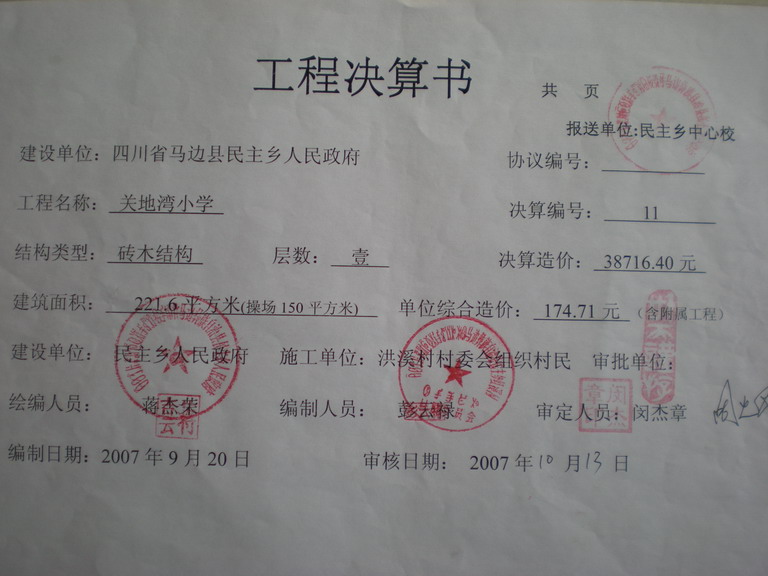 工程决算书
共 页
报送单位:民主乡中心校
建设单位：四川省马边县民主乡人民政府 协议编号：
工程名称： 关地湾小学 决算编号： 11
结构类型： 砖木结构 层数： 壹 决算造价： 38716.40 元
建筑面积： 221.6 平方米(操场 150 平方米) 单位综合造价： 174.71 元 （含附属工程）
建设单位： 民主乡人民政府 施工单位：洪溪村村委会组织村民 审批单位：
绘编人员： 蒋杰荣 编制人员： 彭云禄 审定人员：闵杰章
编制日期：2007 年 9 月 20 日 审核日期： 2007 年 10 月 13 日